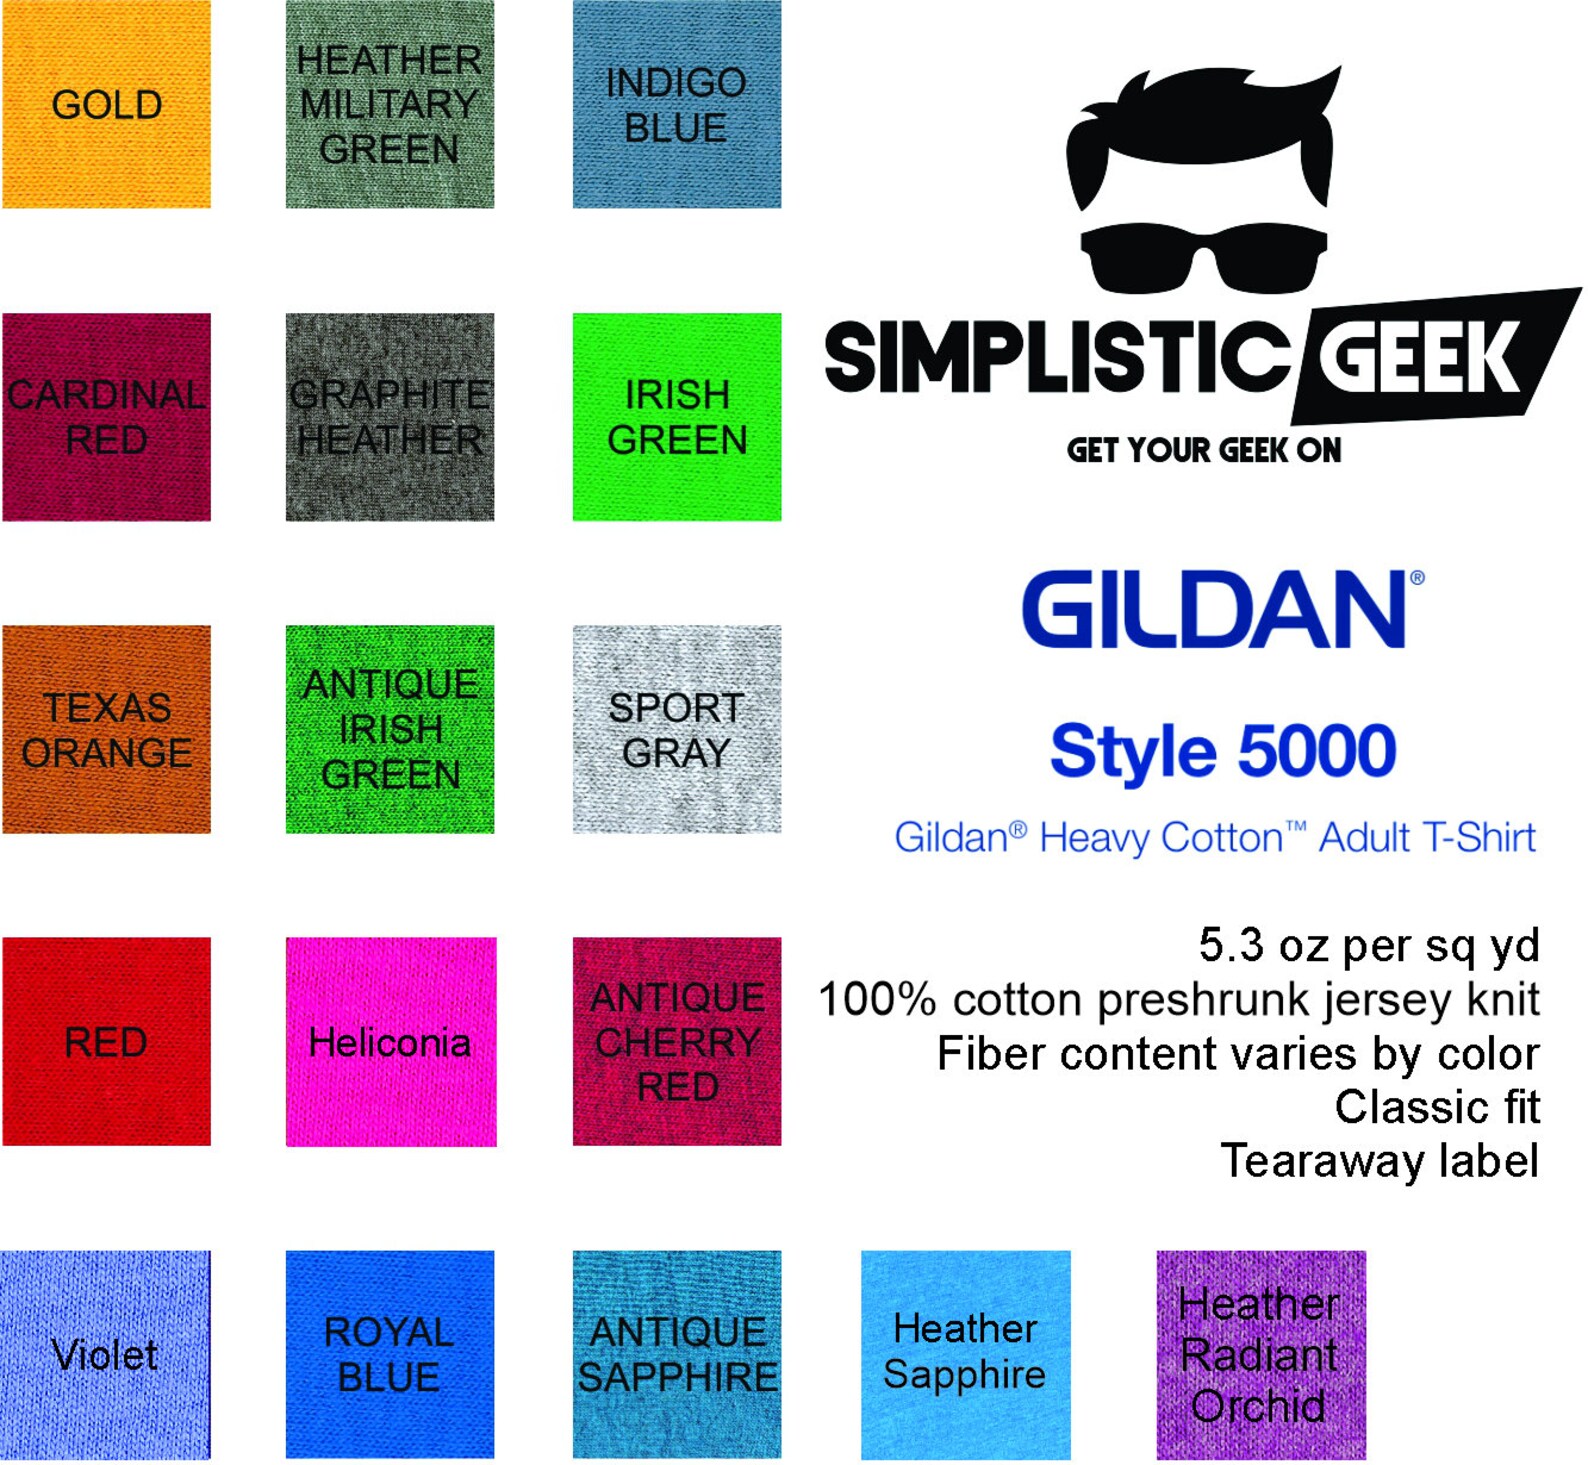 GOLD
HEATHER
MILITARY
GREEN
INDIGO
BLUE
CARDINAL
RED
GRAPHITE
HEATHER
IRISH
GREEN
SIMPLISTIC GEEK
GET YOUR GEEK ON
TEXAS
ORANGE
ANTIQUE
IRISH
GREEN
SPORT
GRAY
GILDAN®
Style 5000
Gildan® Heavy Cotton™ Adult T-Shirt
RED
Heliconia
ANTIQUE
CHERRY
RED
5.3 oz per sq yd
100% cotton preshrunk jersey knit
Fiber content varies by color
Classic fit
Tearaway label
Violet
ROYAL
BLUE
ANTIQUE
SAPPHIRE
Heather
Sapphire
Heather
Radiant
Orchid